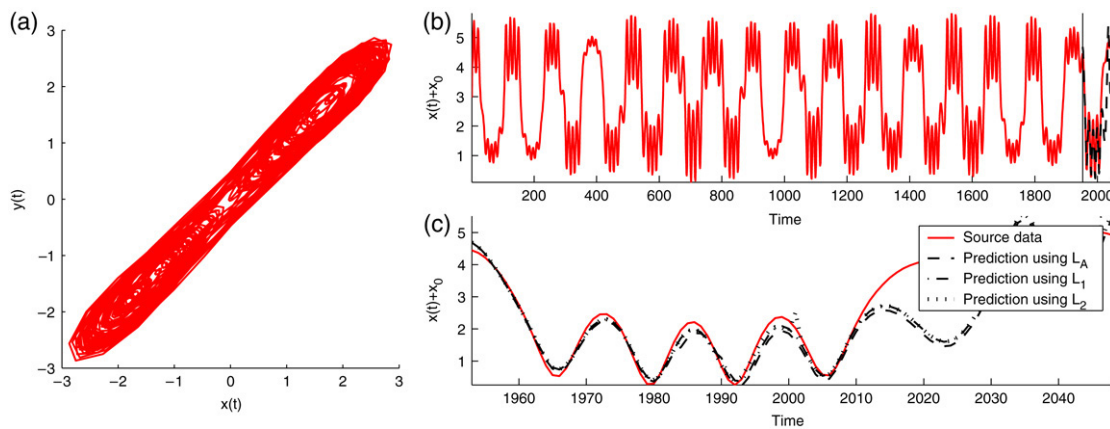 (a)
3
2
1
0
−1
−2
−3
y(t)
−3 −2 −1 0 1 2 3
x(t)
(b)
5
4
3
2
1
x(t)+x0
200 400 600 800 1000 1200 1400 1600 1800 2000
Time
(c)
5
4
3
2
1
x(t)+x0
1960 1970 1980 1990 2000 2010 2020 2030 2040
Time
Source data
Prediction using LA
Prediction using L1
Prediction using L2